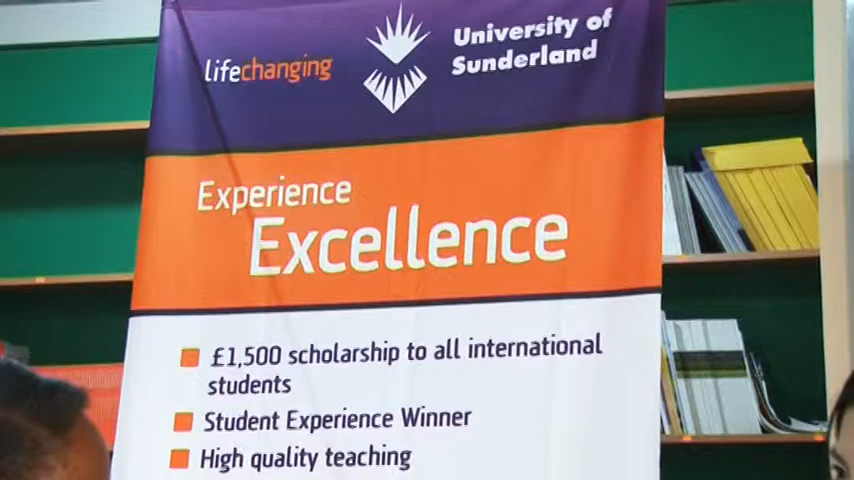 lifechanging
University of
Sunderland
Experience
Excellence
£1,500 scholarship to all international
students
Student Experience Winner
High quality teaching